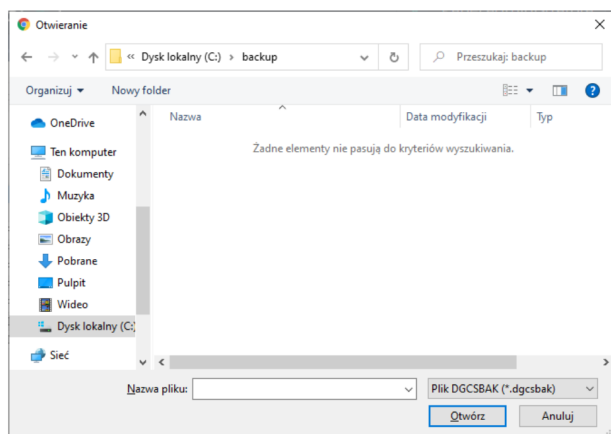 Otwieranie
« Dysk lokalny (C:) › backup
Przeszukaj: backup
Organizuj
Nowy folder
Nazwa
Data modyfikacji
Typ
Żadne elementy nie pasują do kryteriów wyszukiwania.
OneDrive
Ten komputer
Dokumenty
Muzyka
Obiekty 3D
Obrazy
Pobrane
Pulpit
Wideo
Dysk lokalny (C:)
Sieć
Nazwa pliku:
Plik DGCSBAK (*.dgcsbak)
Otwórz
Anuluj